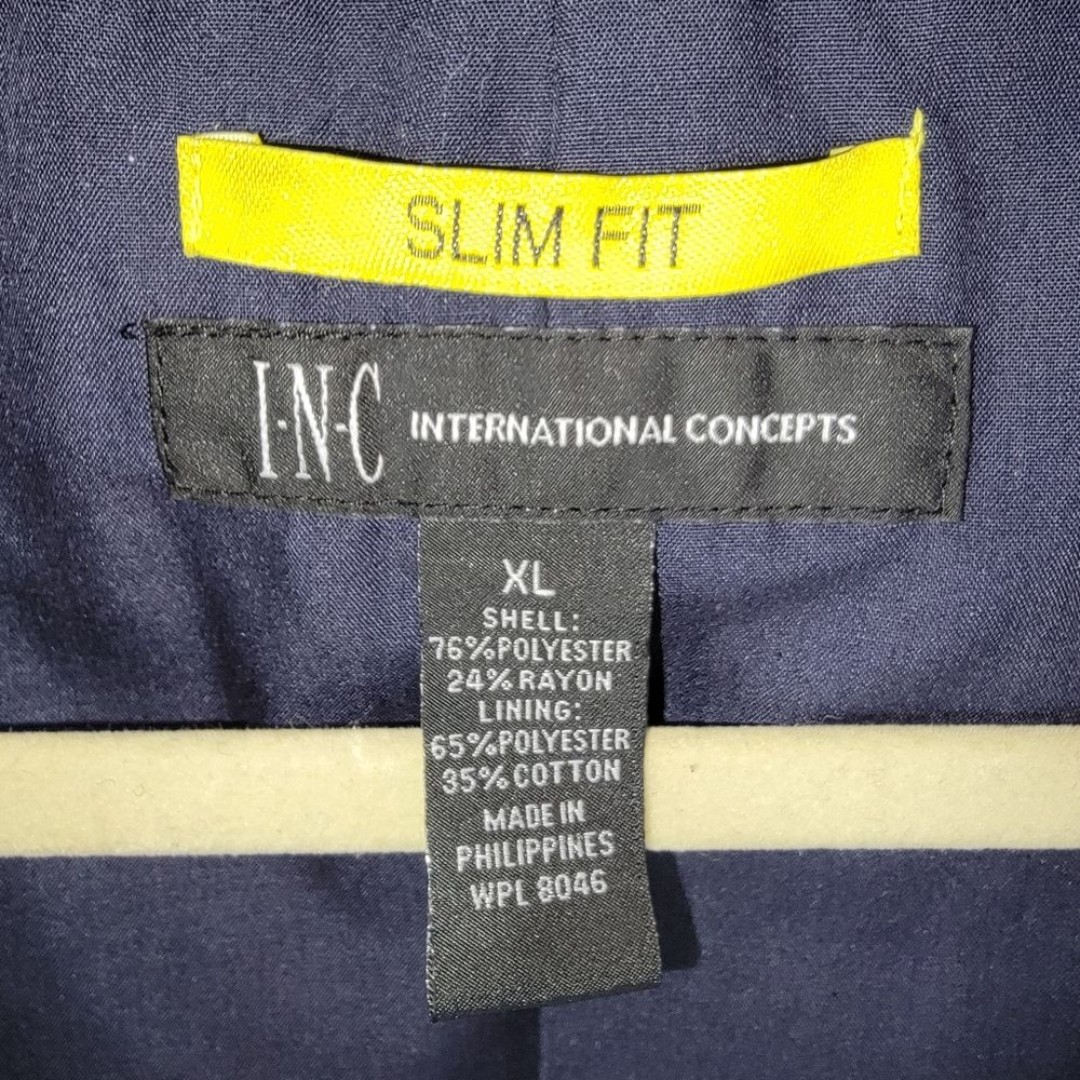 SLIM FIT
I·N·C INTERNATIONAL CONCEPTS
XL
SHELL:
76%POLYESTER
24%RAYON
LINING:
65%POLYESTER
35%COTTON
MADE IN
PHILIPPINES
WPL 8046